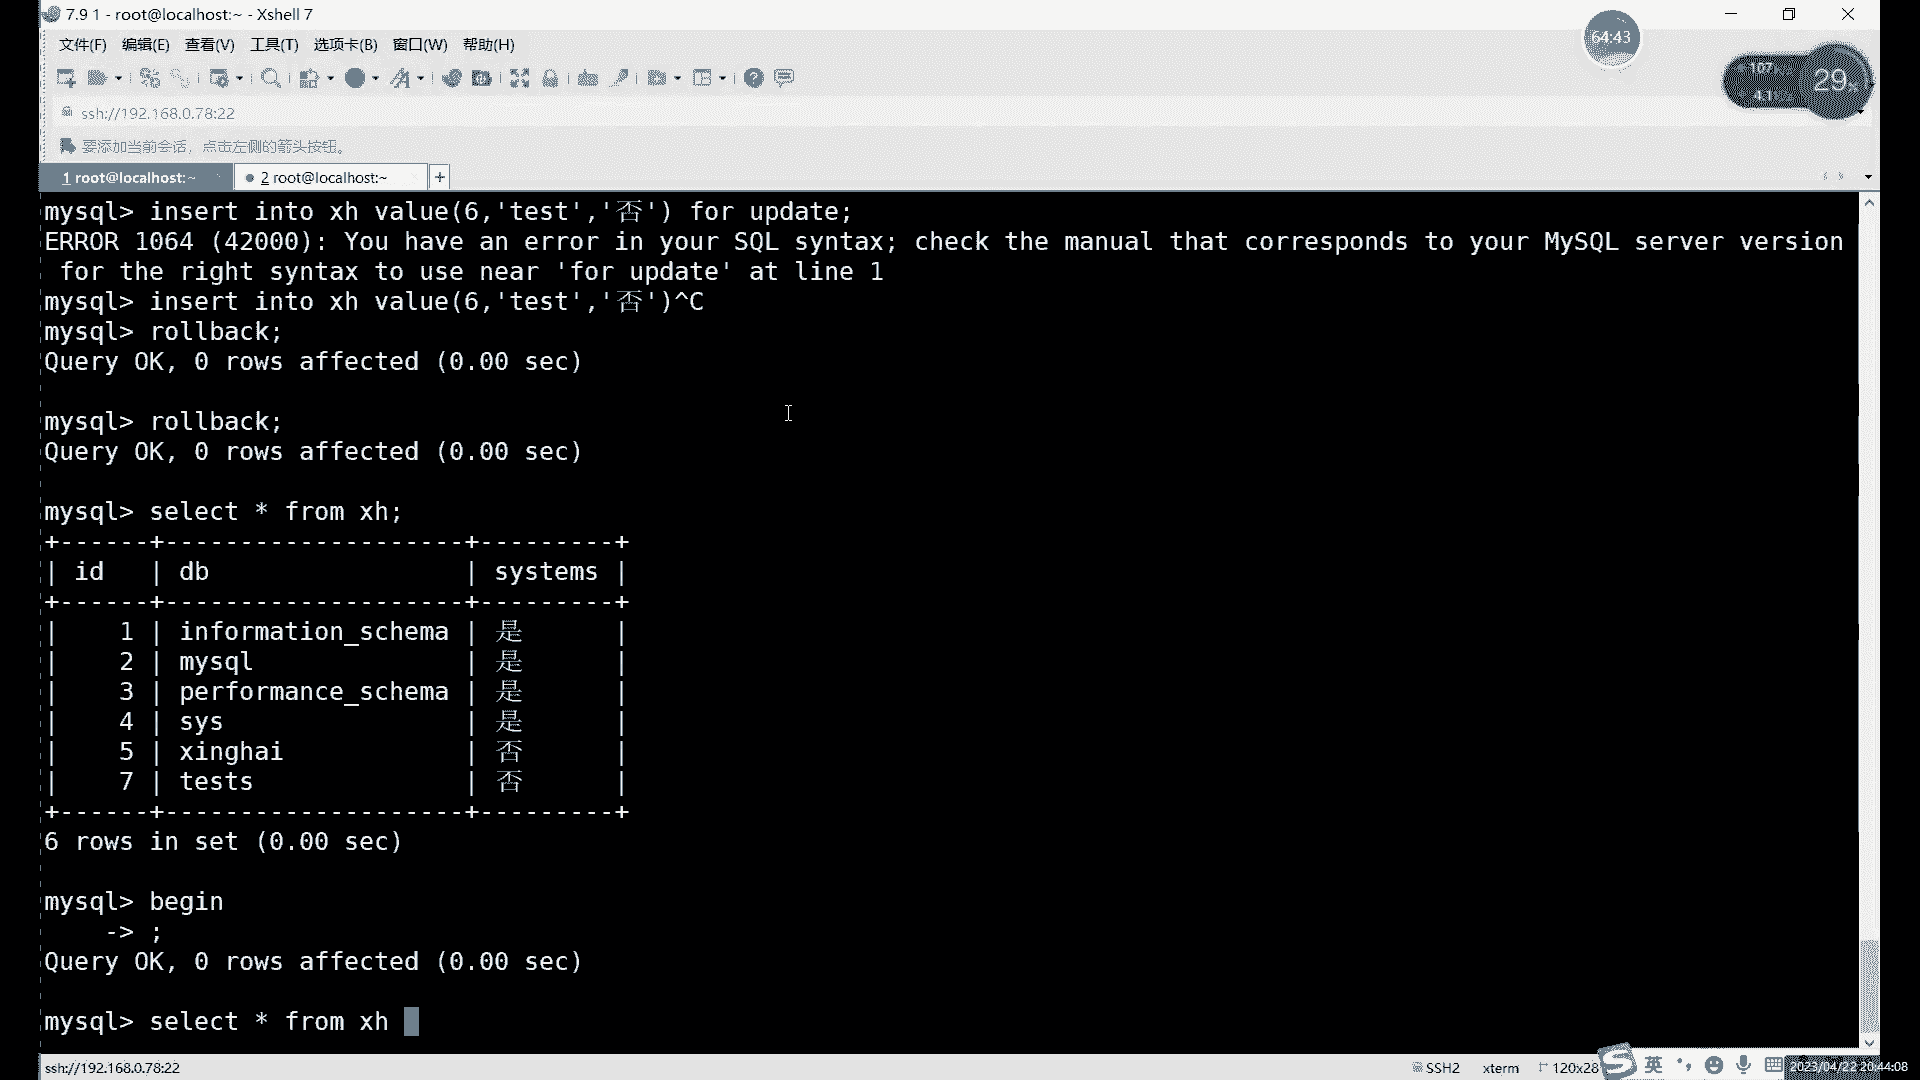 7.9 1 - root@localhost:~ - Xshell 7
64:43
文件(F) 编辑(E) 查看(V) 工具(T) 选项卡(B) 窗口(W) 帮助(H)
29%
ssh://192.168.0.78:22
要添加当前会话，点击左侧的箭头按钮。
1 root@localhost:~
2 root@localhost:~
+
mysql> insert into xh value(6,'test','否') for update;
ERROR 1064 (42000): You have an error in your SQL syntax; check the manual that corresponds to your MySQL server version
 for the right syntax to use near 'for update' at line 1
mysql> insert into xh value(6,'test','否')^C
mysql> rollback;
Query OK, 0 rows affected (0.00 sec)
mysql> rollback;
Query OK, 0 rows affected (0.00 sec)
mysql> select * from xh;
+------+--------------------+---------+
| id   | db                 | systems |
+------+--------------------+---------+
|    1 | information_schema | 是      |
|    2 | mysql              | 是      |
|    3 | performance_schema | 是      |
|    4 | sys                | 是      |
|    5 | xinghai            | 否      |
|    7 | tests              | 否      |
+------+--------------------+---------+
6 rows in set (0.00 sec)
mysql> begin
    -> ;
Query OK, 0 rows affected (0.00 sec)
mysql> select * from xh
ssh://192.168.0.78:22
SSH2 xterm 120x28
英
2023/04/22 20:44:08